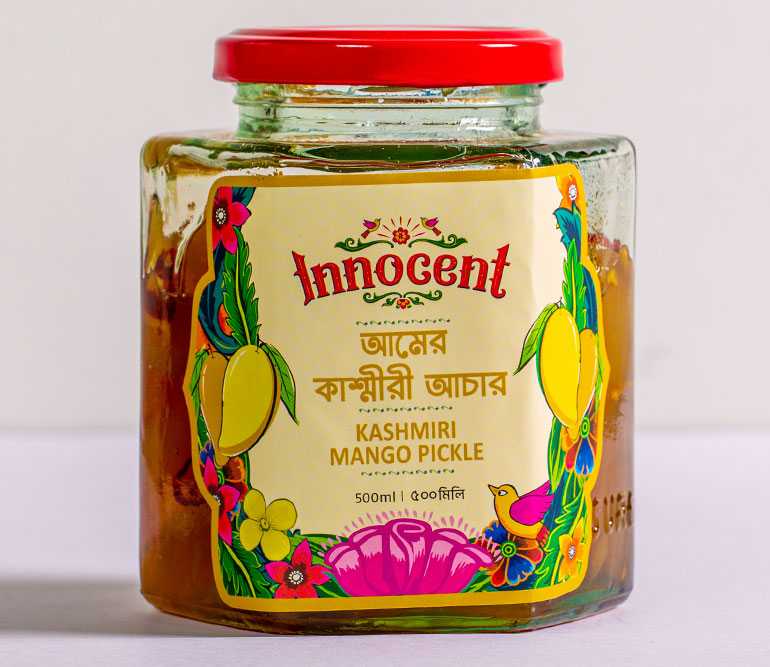 Innocent
আমের
কাশ্মীরী আচার
KASHMIRI
MANGO PICKLE
500ml | ৫০০মিলি